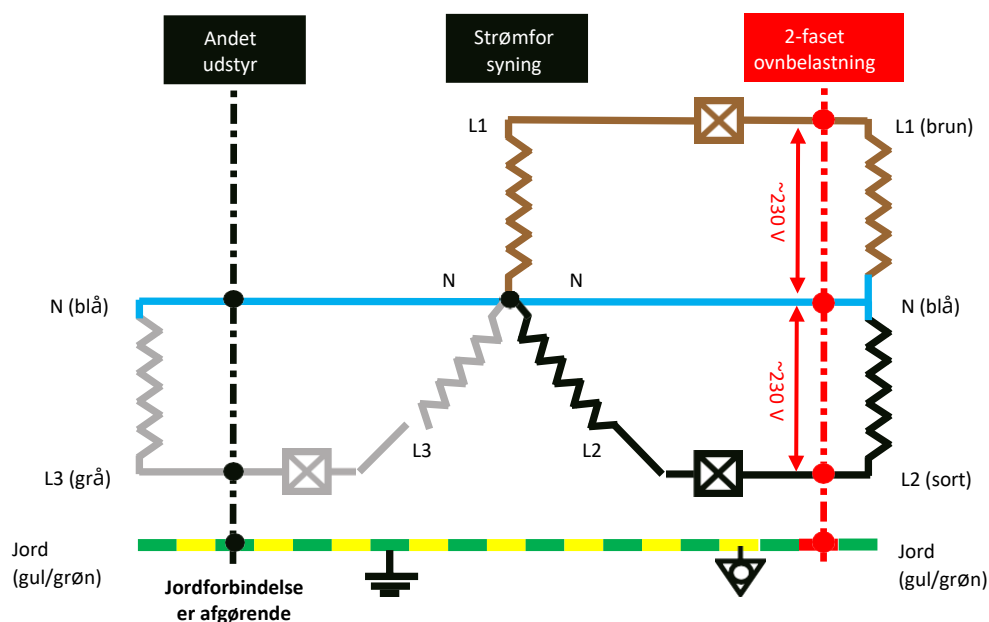 Andet
udstyr
Strømfor
syning
2-faset
ovnbelastning
L1
L1 (brun)
~230 V
N
N
N (blå)
N (blå)
~230 V
L3
L2
L3 (grå)
L2 (sort)
Jord
(gul/grøn)
Jord
(gul/grøn)
Jordforbindelse
er afgørende